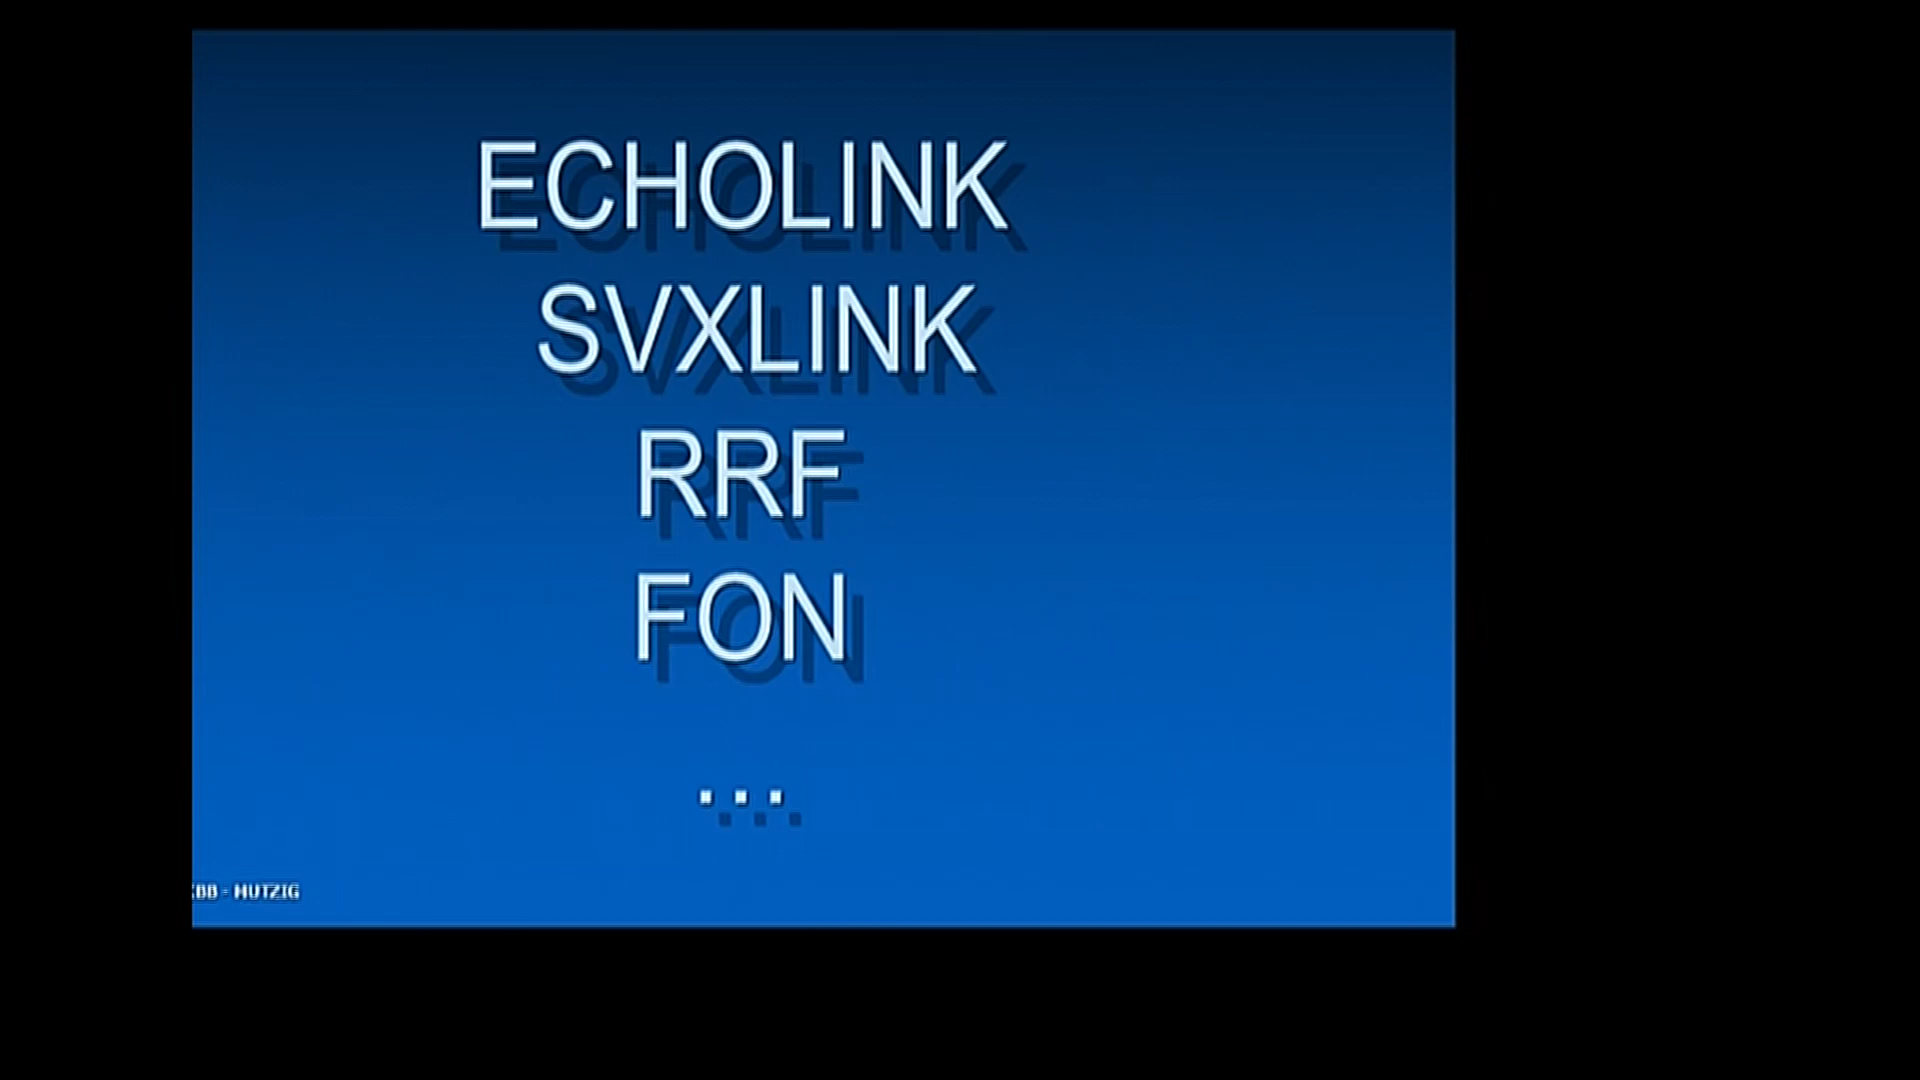 ECHOLINK
SVXLINK
RRF
FON
...
BB - MUTZIG